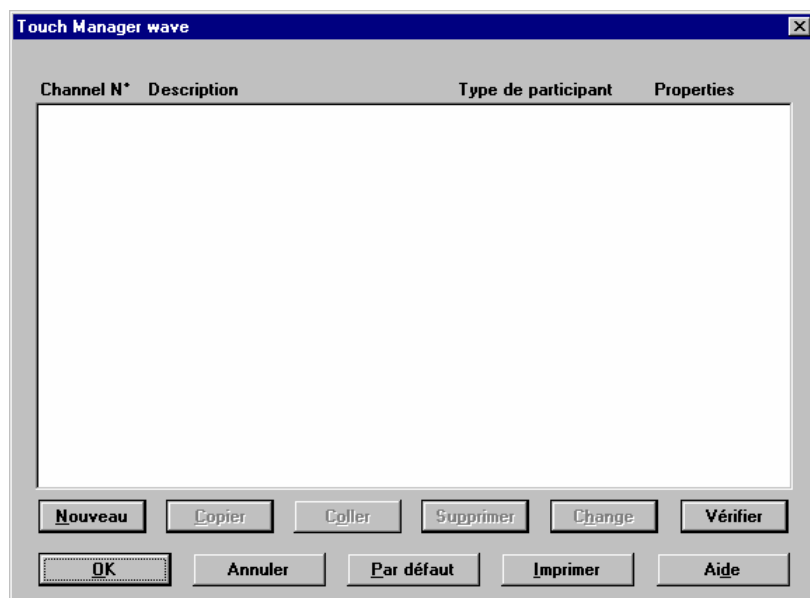 Touch Manager wave
Channel N° Description Type de participant Properties
Nouveau Copier Coller Supprimer Change Vérifier
OK Annuler Par défaut Imprimer Aide